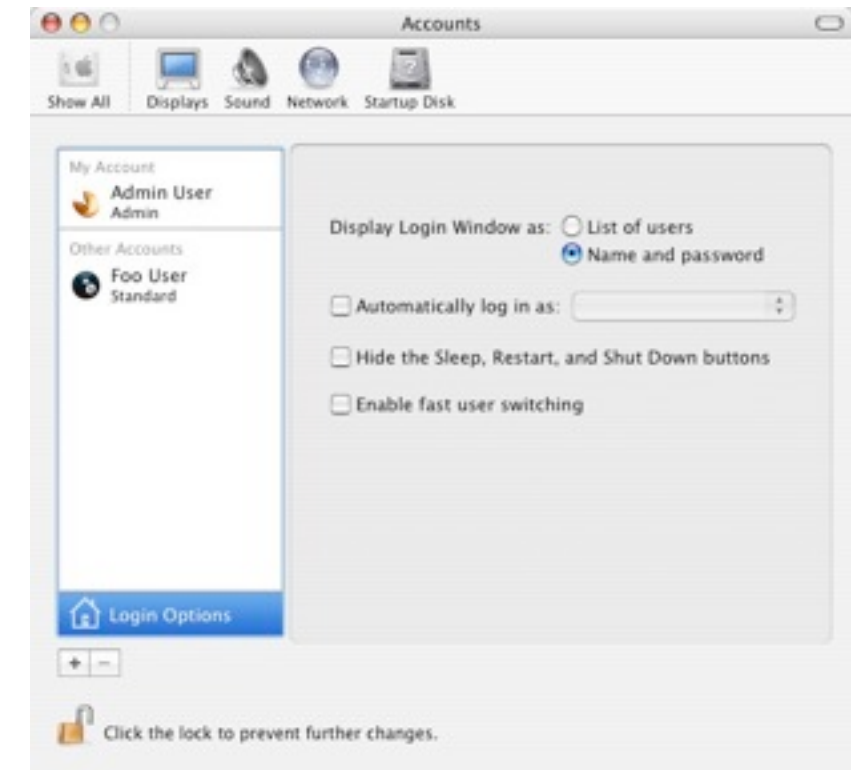 Accounts
Show All Displays Sound Network Startup Disk
My Account
Admin User
Admin
Other Accounts
Foo User
Standard
Login Options
Display Login Window as: List of users
Name and password
Automatically log in as:
Hide the Sleep, Restart, and Shut Down buttons
Enable fast user switching
+ −
Click the lock to prevent further changes.